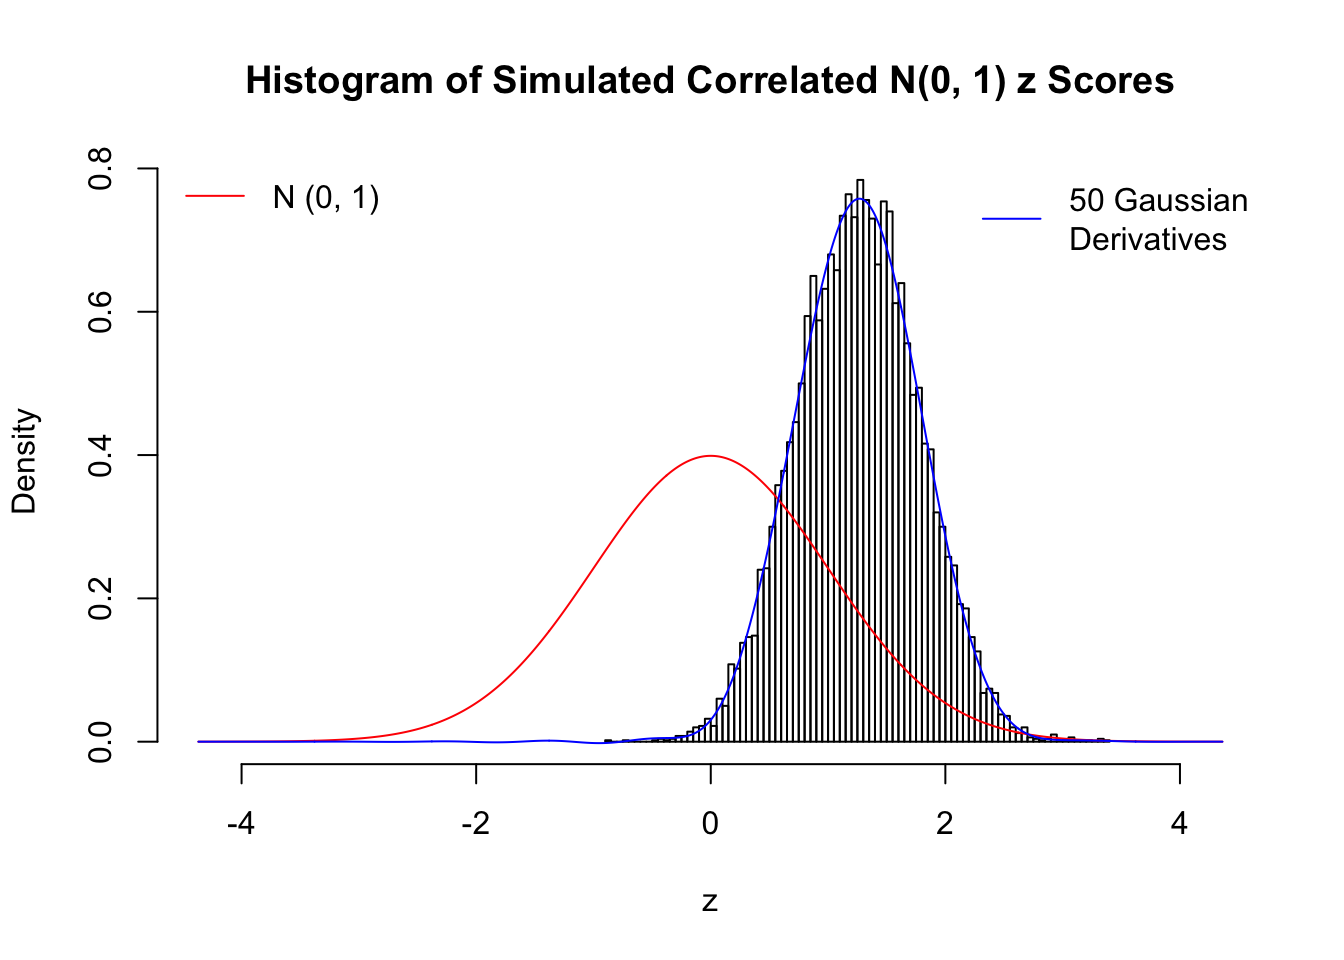 Histogram of Simulated Correlated N(0, 1) z Scores
N (0, 1)
50 Gaussian
Derivatives
Density
0.8
0.6
0.4
0.2
0.0
-4
-2
0
2
4
z